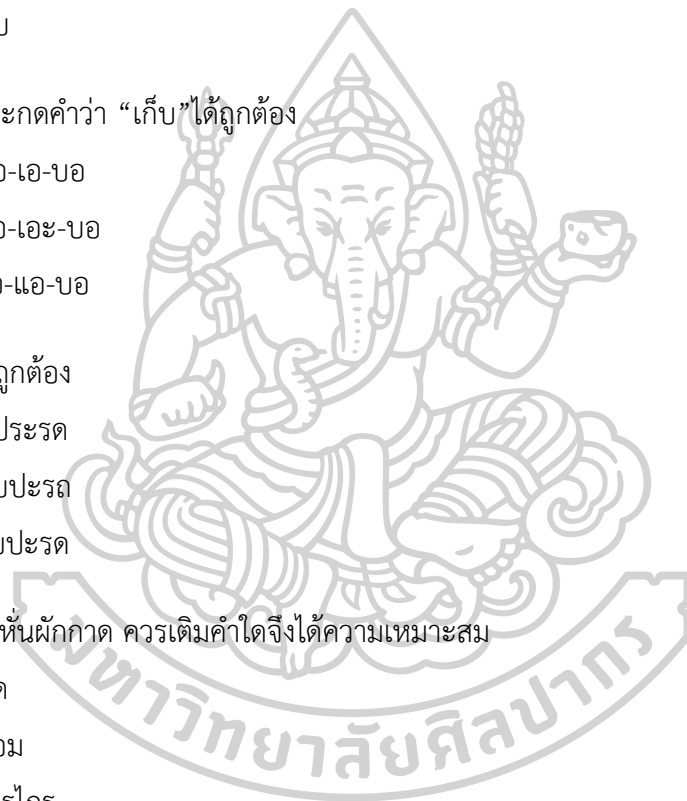 บ
ะกดคำว่า “เก็บ”ได้ถูกต้อง
อ-เอ-บอ
อ-เอะ-บอ
อ-แอ-บอ
ถูกต้อง
ประรด
บปะรถ
บปะรด
หั่นผักกาด ควรเติมคำใดจึงได้ความเหมาะสม
ด
อม
รไกร
มหาวิทยาลัยศิลปากร